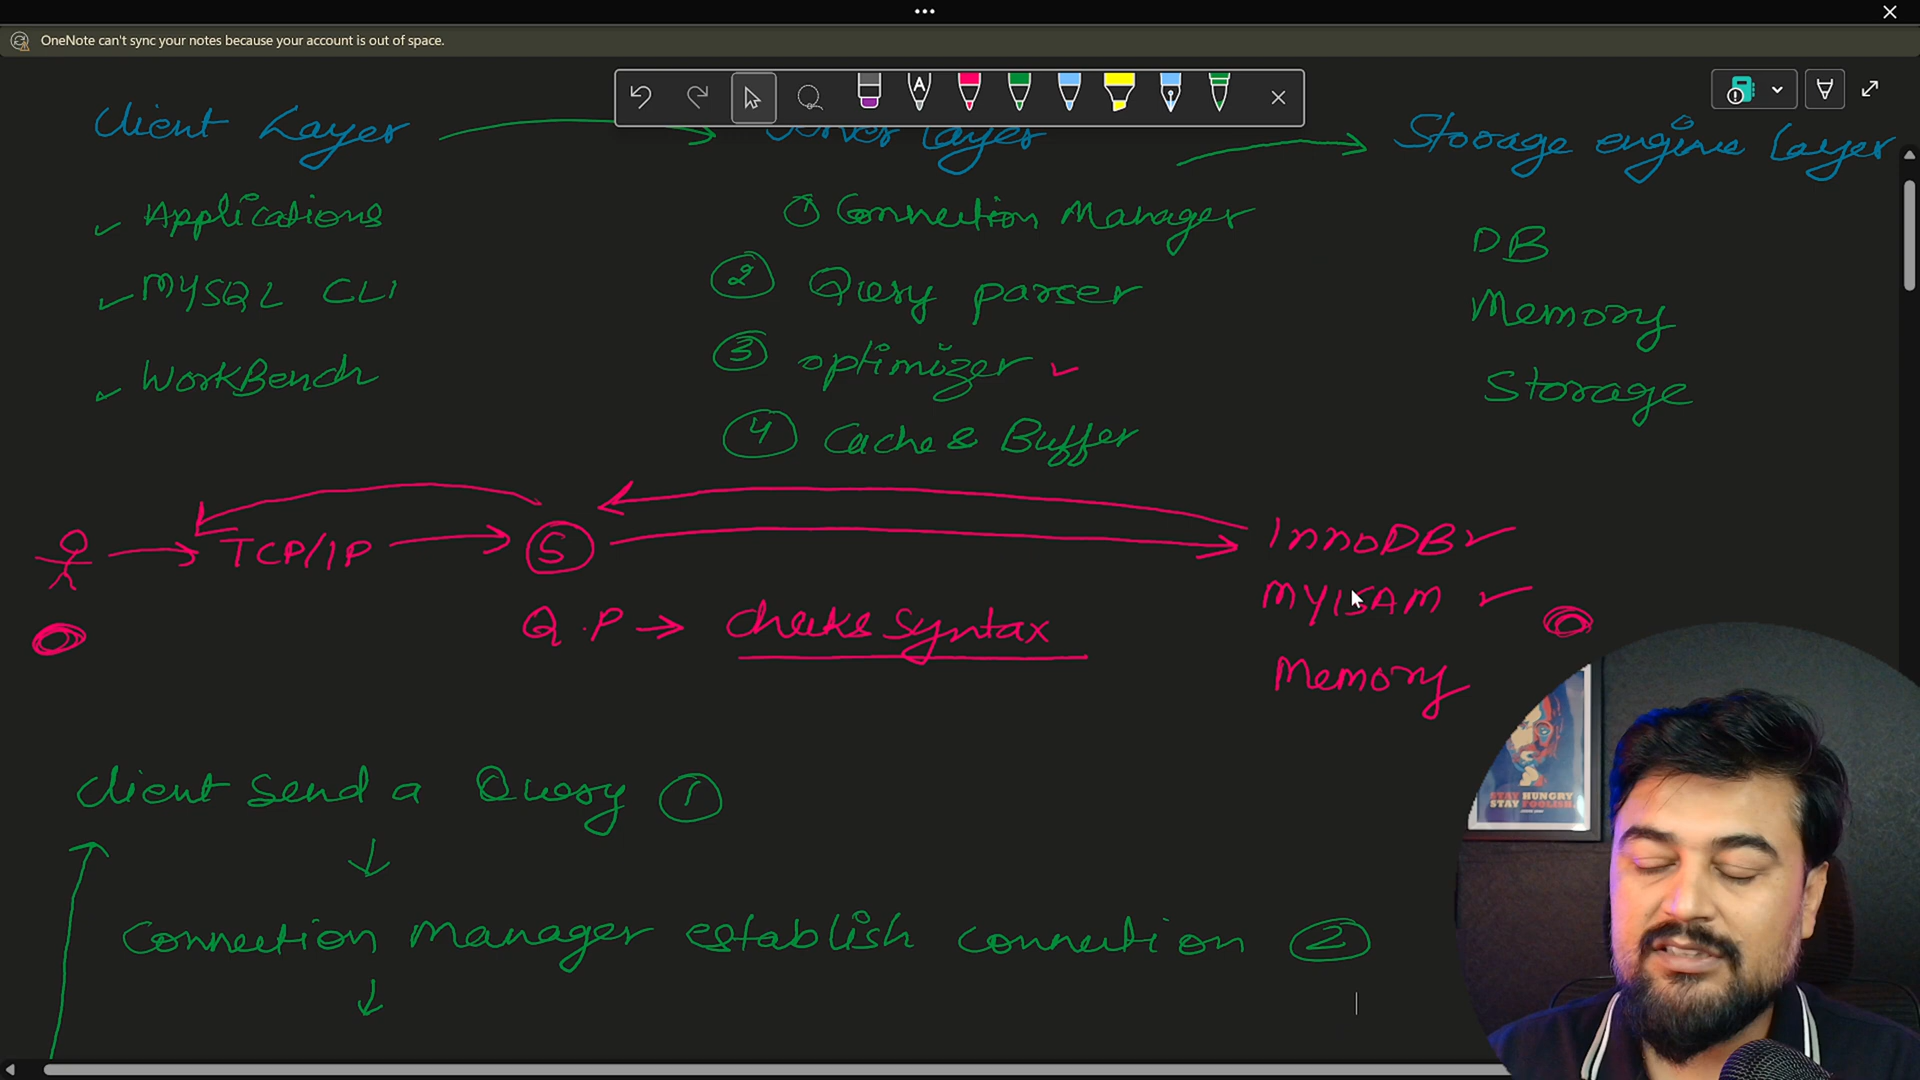 OneNote can't sync your notes because your account is out of space.
Client Layer
Server Layer
Storage engine Layer
Applications
MYSQL CLI
WorkBench
① Connection Manager
② Query parser
③ optimizer
④ Cache & Buffer
DB
Memory
Storage
TCP/IP
S
InnoDB
MYISAM
Memory
Q.P → Checks syntax
Client Send a Query ①
Connection Manager establish connection ②
STAY HUNGRY
STAY FOOLISH.